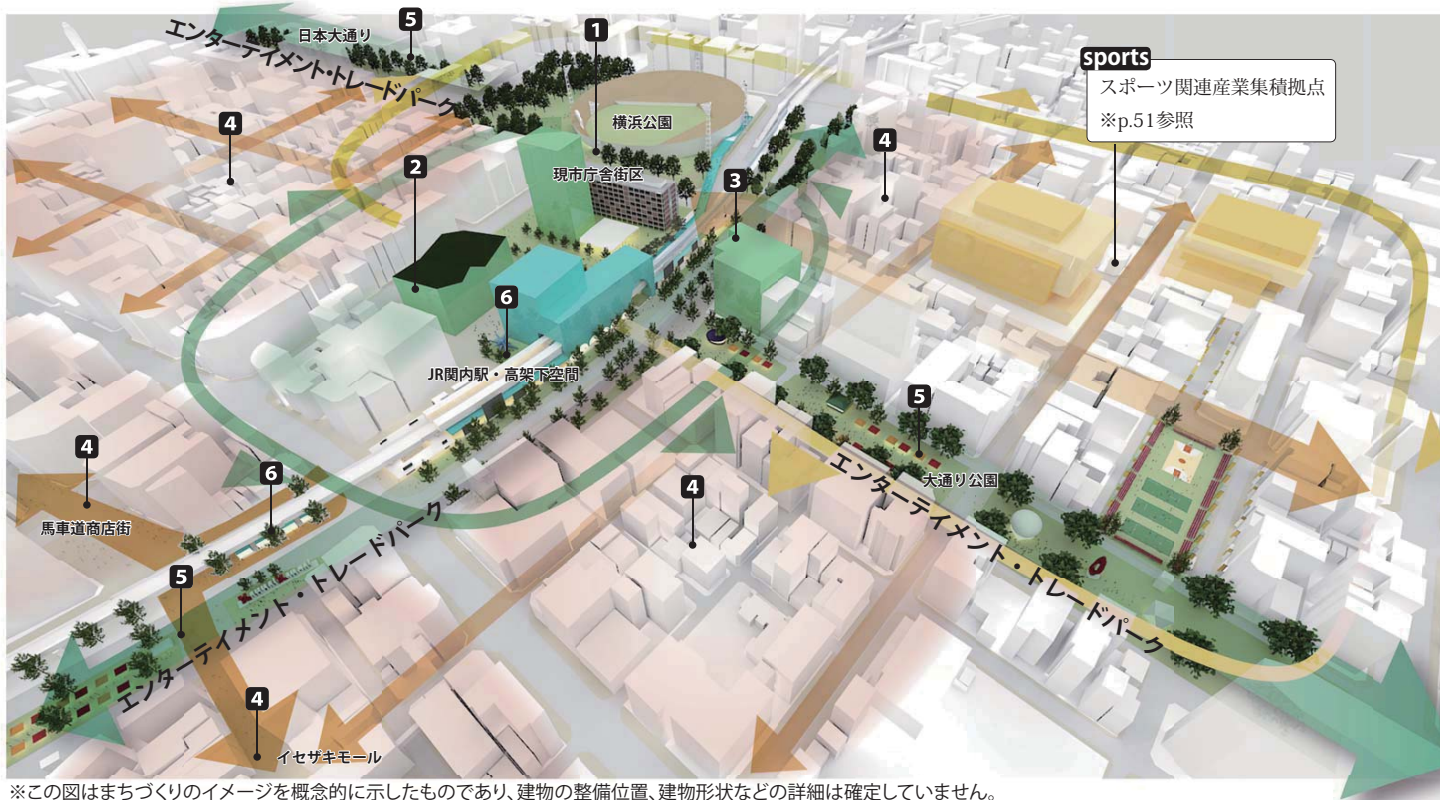 日本大通り
5
エンターテイメント・トレードパーク
1
sports
スポーツ関連産業集積拠点
※p.51参照
横浜公園
4
4
2
現市庁舎街区
3
6
JR関内駅・高架下空間
5
大通り公園
4
6
馬車道商店街
4
エンターテイメント・トレードパーク
5
エンターテイメント・トレードパーク
4
イセザキモール
※この図はまちづくりのイメージを概念的に示したものであり、建物の整備位置、建物形状などの詳細は確定していません。